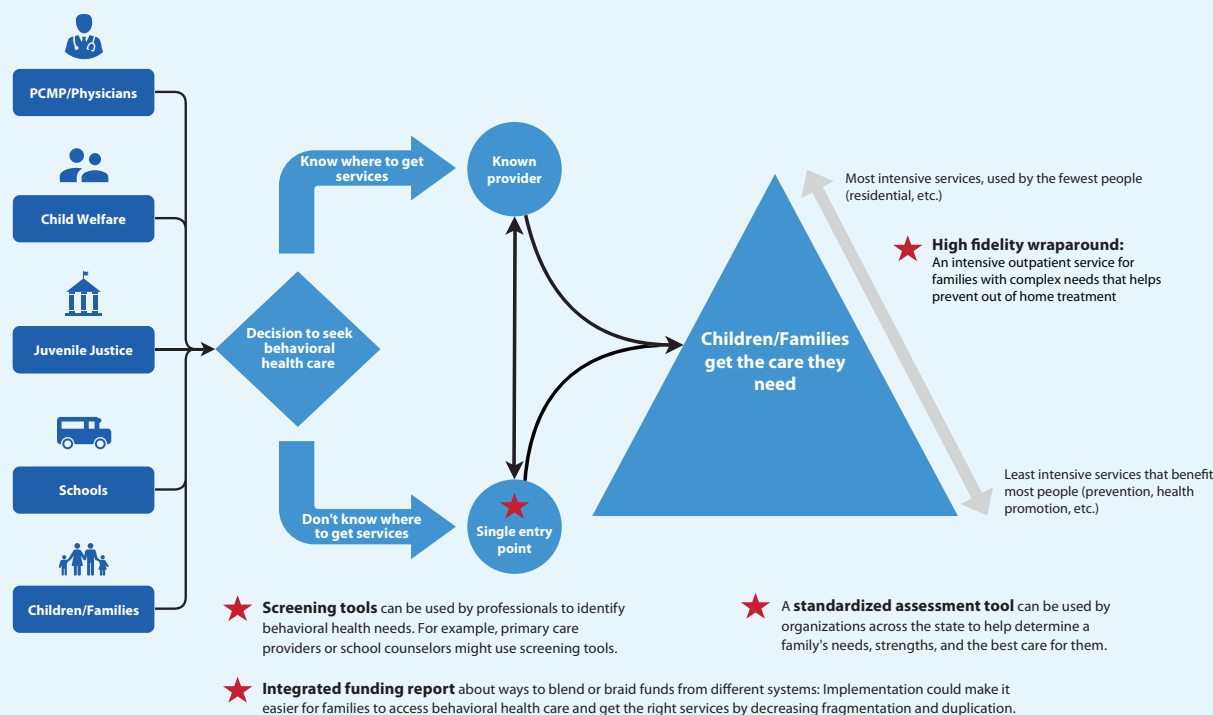 PCMP/Physicians
Child Welfare
Juvenile Justice
Schools
Children/Families
Decision to seek
behavioral
health care
Know where to get
services
Don't know where
to get services
Known
provider
Single entry
point
Children/Families
get the care they
need
Most intensive services, used by the fewest people
(residential, etc.)
High fidelity wraparound:
An intensive outpatient service for
families with complex needs that helps
prevent out of home treatment
Least intensive services that benefit
most people (prevention, health
promotion, etc.)
Screening tools can be used by professionals to identify
behavioral health needs. For example, primary care
providers or school counselors might use screening tools.
A standardized assessment tool can be used by
organizations across the state to help determine a
family's needs, strengths, and the best care for them.
Integrated funding report about ways to blend or braid funds from different systems: Implementation could make it
easier for families to access behavioral health care and get the right services by decreasing fragmentation and duplication.